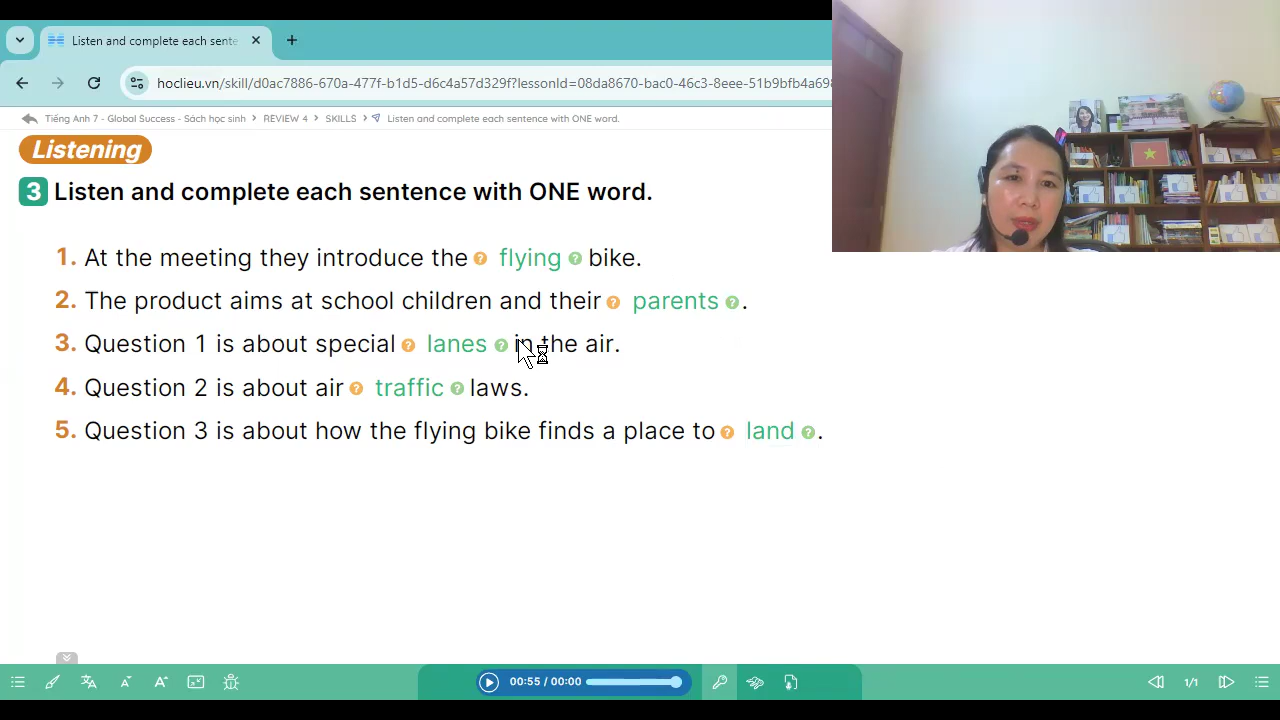 Listen and complete each sente
hoclieu.vn/skill/d0ac7886-670a-477f-b1d5-d6c4a57d329f?lessonId=08da8670-bac0-46c3-8eee-51b9bfb4a698
Tiếng Anh 7 - Global Success - Sách học sinh > REVIEW 4 > SKILLS > Listen and complete each sentence with ONE word.
Listening
3 Listen and complete each sentence with ONE word.
1. At the meeting they introduce the ? flying ? bike.
2. The product aims at school children and their ? parents ?.
3. Question 1 is about special ? lanes ? in the air.
4. Question 2 is about air ? traffic ? laws.
5. Question 3 is about how the flying bike finds a place to ? land ?.
00:55 / 00:00
1/1